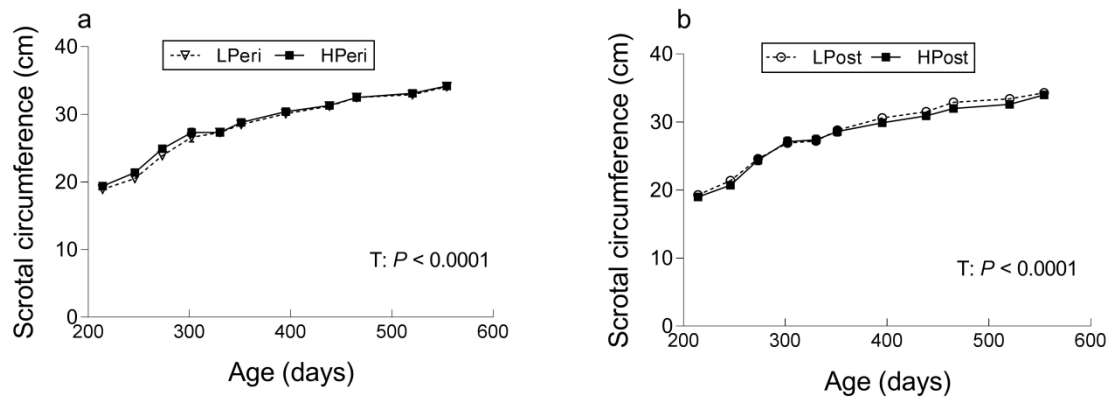 a
LPeri HPeri
Scrotal circumference (cm)
40
30
20
10
0
T: P < 0.0001
200 300 400 500 600
Age (days)
b
LPost HPost
Scrotal circumference (cm)
40
30
20
10
0
T: P < 0.0001
200 300 400 500 600
Age (days)